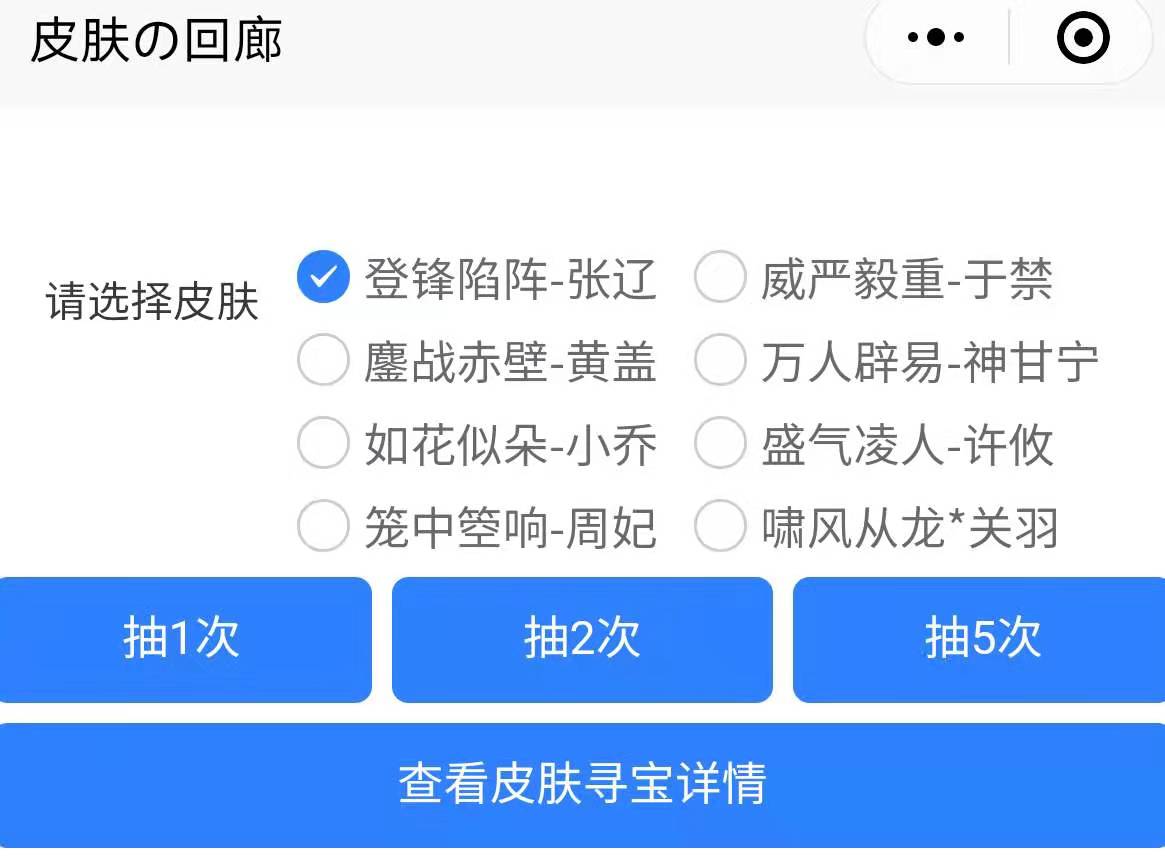 皮肤の回廊
请选择皮肤
登锋陷阵-张辽
威严毅重-于禁
鏖战赤壁-黄盖
万人辟易-神甘宁
如花似朵-小乔
盛气凌人-许攸
笼中箜响-周妃
啸风从龙*关羽
抽1次
抽2次
抽5次
查看皮肤寻宝详情